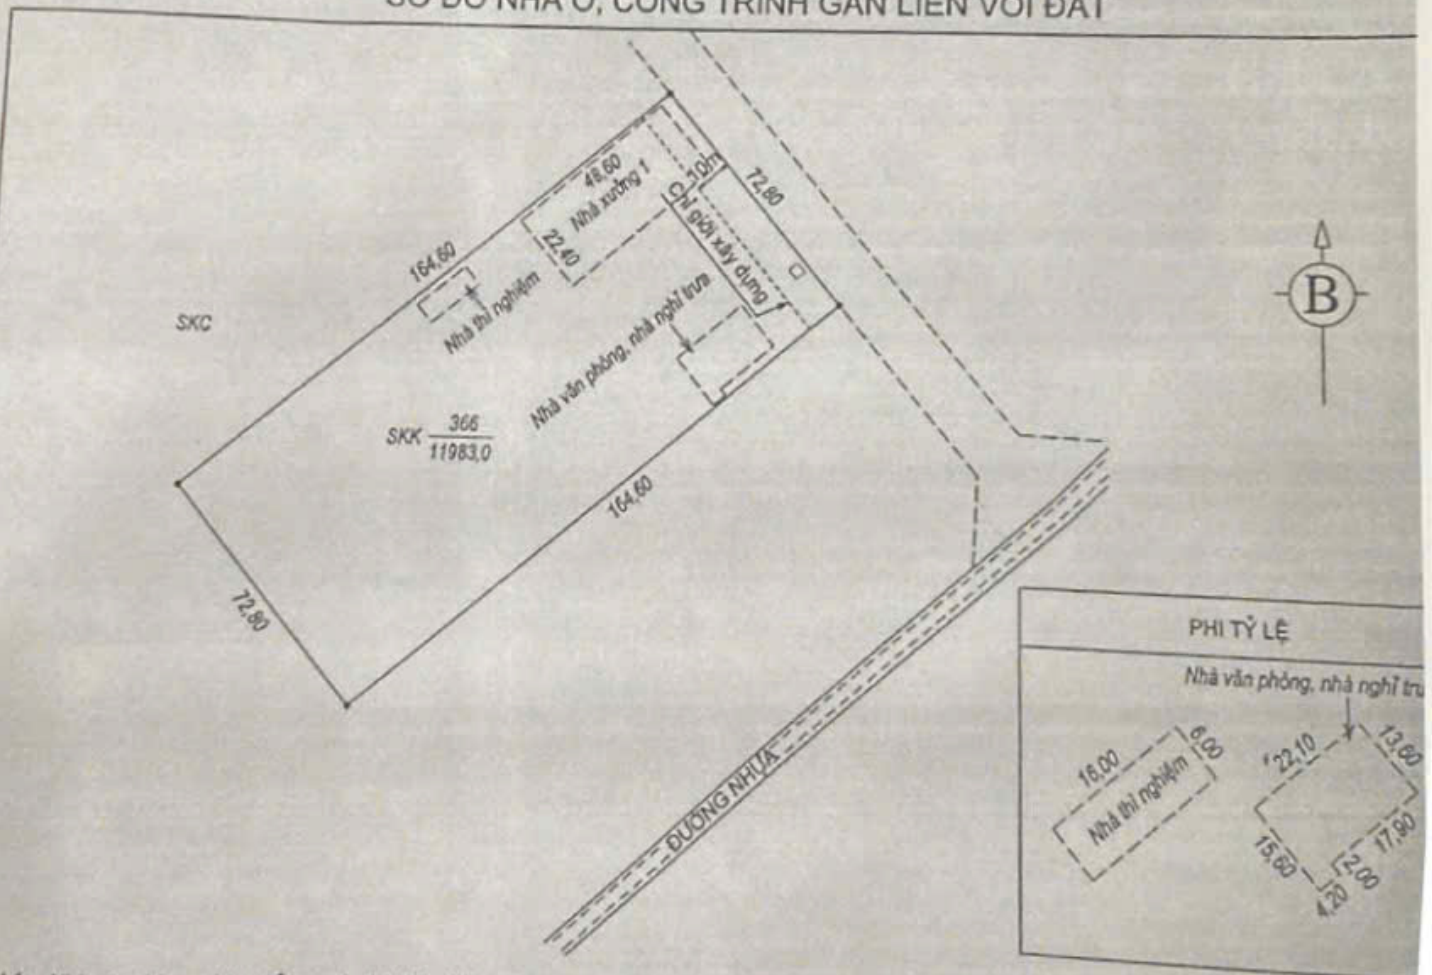 SƠ ĐỒ NHÀ Ở, CÔNG TRÌNH GẮN LIỀN VỚI ĐẤT
48,60
Nhà xưởng 1
10m
72,80
22,40
Chỉ giới xây dựng
164,60
Nhà thí nghiệm
SKC
B
Nhà văn phòng, nhà nghỉ trưa
SKK 366
11983,0
164,60
72,80
ĐƯỜNG NHỰA
PHI TỶ LỆ
Nhà văn phòng, nhà nghỉ trư
16,00
6,00
Nhà thí nghiệm
22,10
13,60
15,60
17,90
2,00
4,20